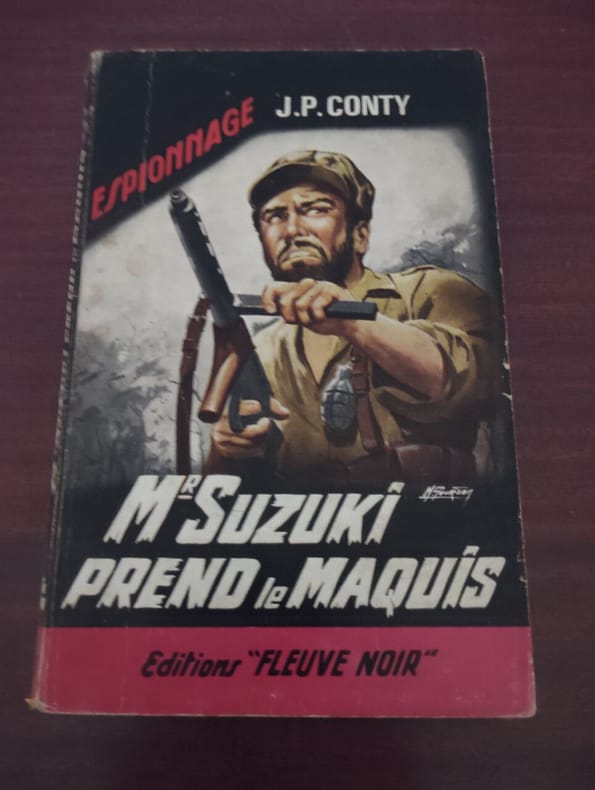 ESPIONNAGE
J.P. CONTY
Mr SUZUKI
PREND le MAQUIS
Editions "FLEUVE NOIR"